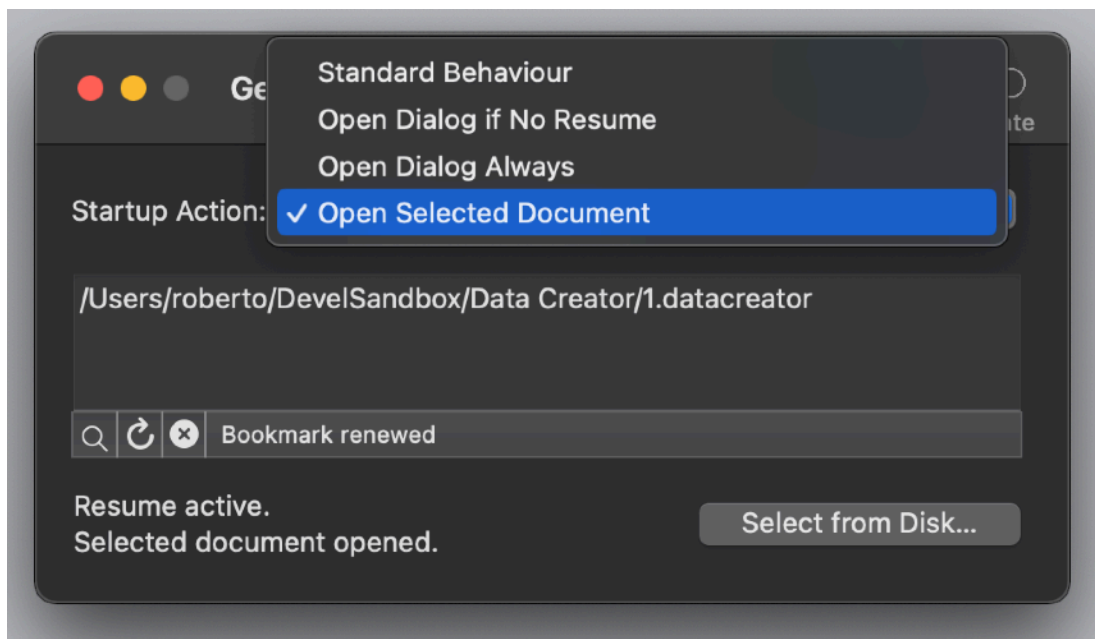 Standard Behaviour
Open Dialog if No Resume
Open Dialog Always
Startup Action: ✓ Open Selected Document
/Users/roberto/DevelSandbox/Data Creator/1.datacreator
Bookmark renewed
Resume active.
Selected document opened.
Select from Disk...